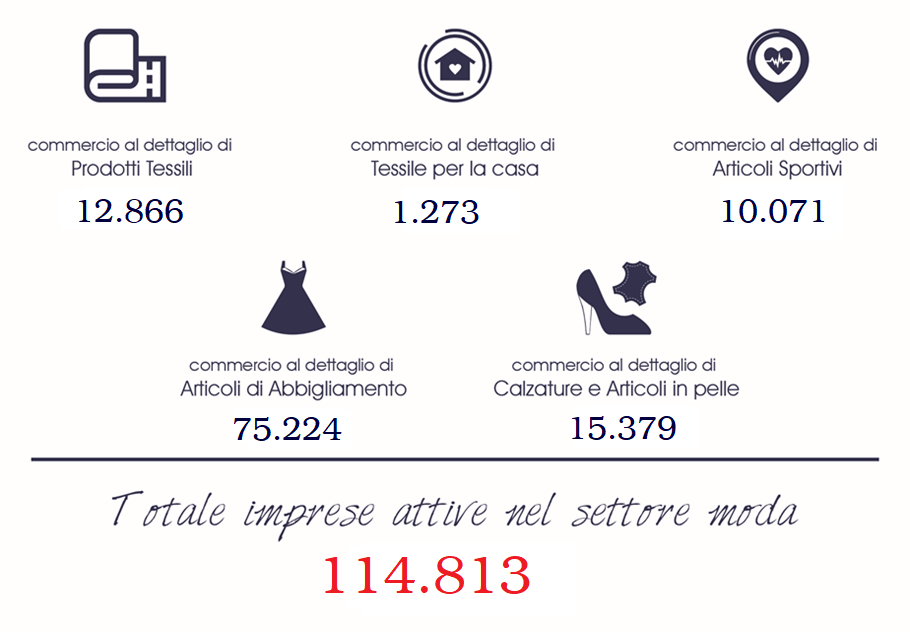 commercio al dettaglio di
Prodotti Tessili
12.866
commercio al dettaglio di
Tessile per la casa
1.273
commercio al dettaglio di
Articoli Sportivi
10.071
commercio al dettaglio di
Articoli di Abbigliamento
75.224
commercio al dettaglio di
Calzature e Articoli in pelle
15.379
Totale imprese attive nel settore moda
114.813